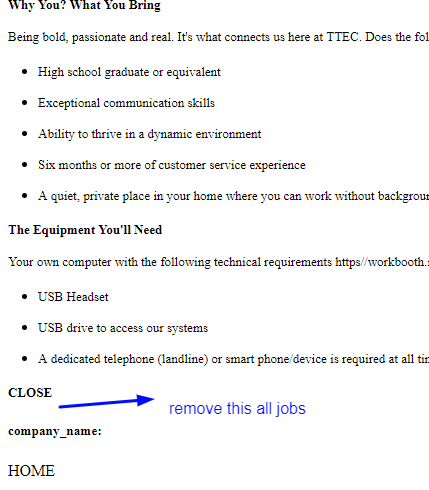 Why You? What You Bring
Being bold, passionate and real. It's what connects us here at TTEC. Does the fol
High school graduate or equivalent
Exceptional communication skills
Ability to thrive in a dynamic environment
Six months or more of customer service experience
A quiet, private place in your home where you can work without backgroun
The Equipment You'll Need
Your own computer with the following technical requirements https//workbooth.
USB Headset
USB drive to access our systems
A dedicated telephone (landline) or smart phone/device is required at all tin
CLOSE
remove this all jobs
company_name:
HOME